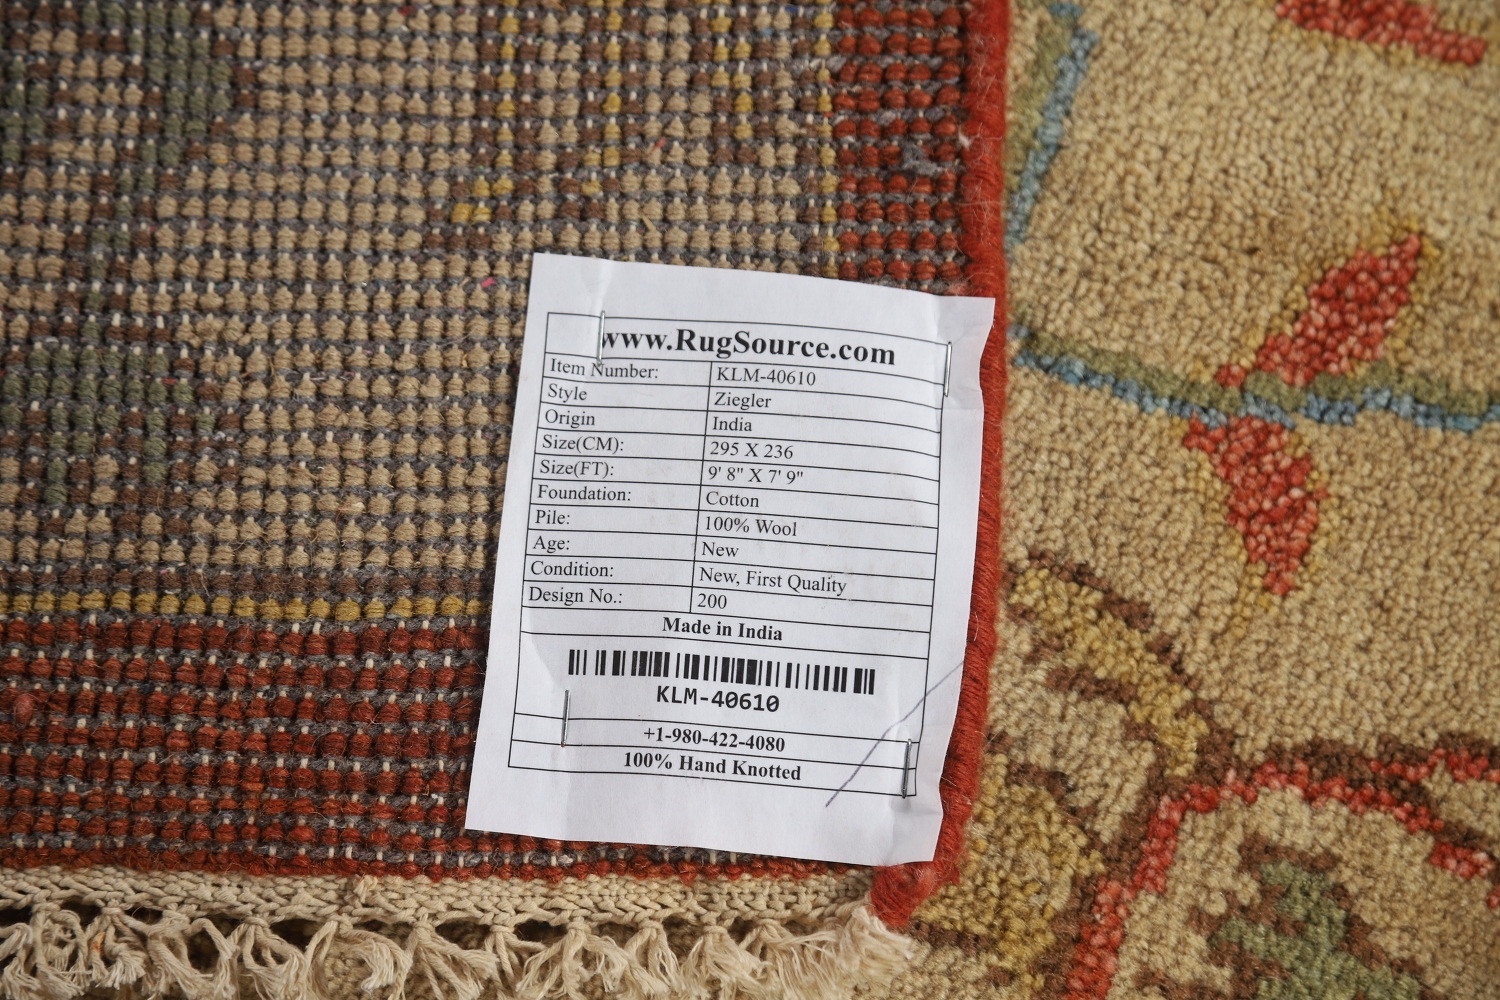 www.RugSource.com
Item Number: KLM-40610
Style Ziegler
Origin India
Size(CM): 295 X 236
Size(FT): 9' 8" X 7' 9"
Foundation: Cotton
Pile: 100% Wool
Age: New
Condition: New, First Quality
Design No.: 200
Made in India
KLM-40610
+1-980-422-4080
100% Hand Knotted